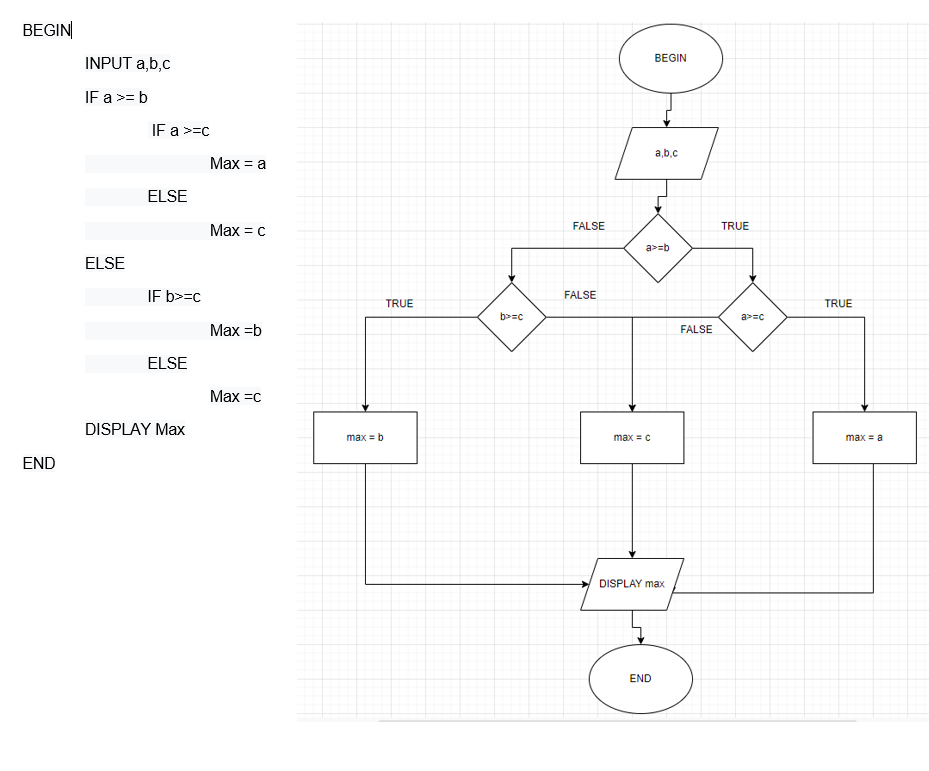 BEGIN
INPUT a,b,c
IF a >= b
IF a >=c
Max = a
ELSE
Max = c
ELSE
IF b>=c
Max =b
ELSE
Max =c
DISPLAY Max
END
BEGIN
a,b,c
FALSE
TRUE
a>=b
TRUE
FALSE
TRUE
b>=c
FALSE
a>=c
max = b
max = c
max = a
DISPLAY max
END